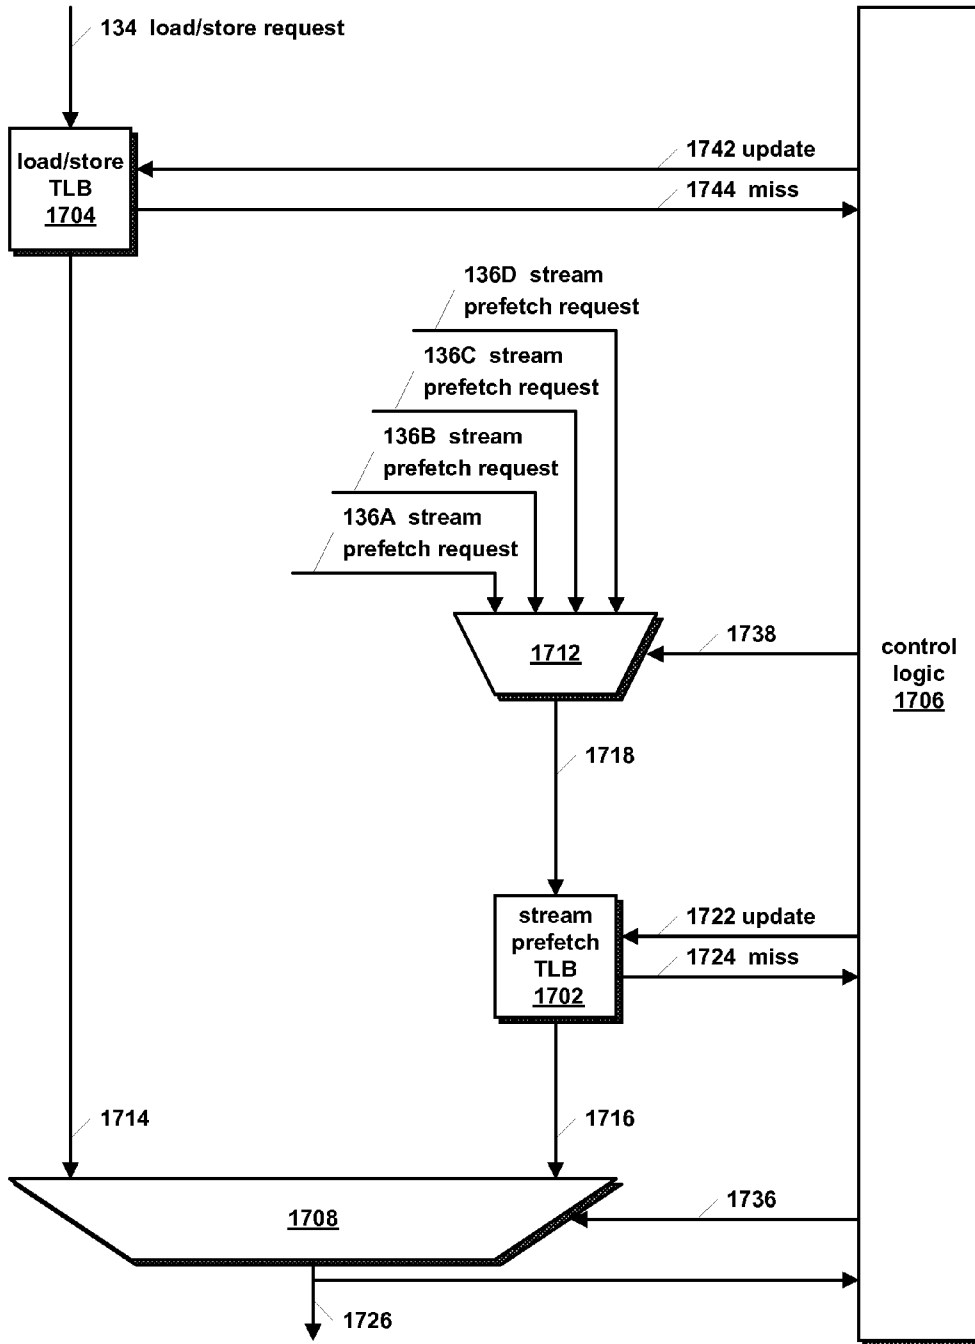 134 load/store request
load/store
TLB
1704
1742 update
1744 miss
136D stream
prefetch request
136C stream
prefetch request
136B stream
prefetch request
136A stream
prefetch request
1712
1738
control
logic
1706
1718
stream
prefetch
TLB
1702
1722 update
1724 miss
1714
1716
1708
1736
1726